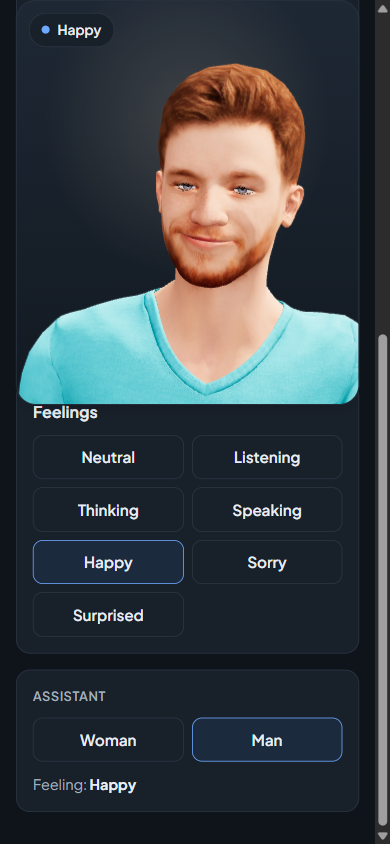 Happy
Feelings
Neutral Listening
Thinking Speaking
Happy Sorry
Surprised
ASSISTANT
Woman Man
Feeling: Happy